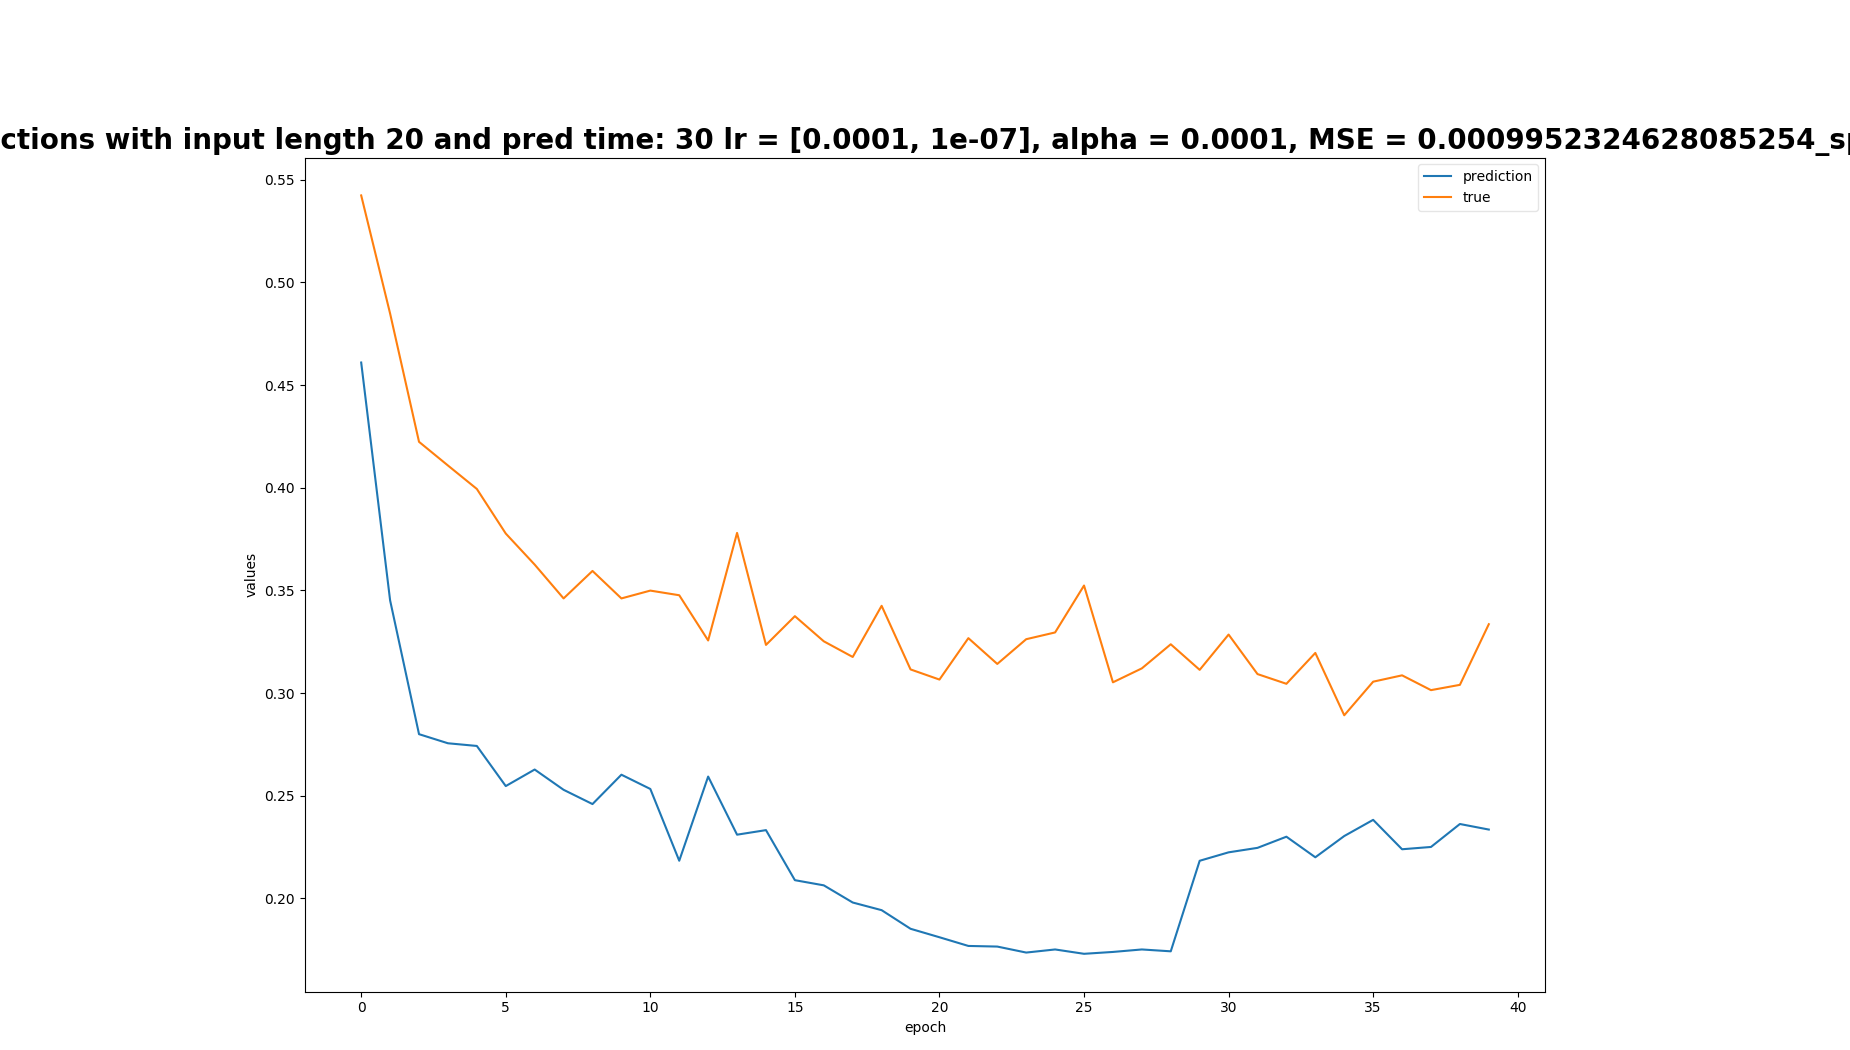 ctions with input length 20 and pred time: 30 lr = [0.0001, 1e-07], alpha = 0.0001, MSE = 0.0009952324628085254_sp
prediction
true
0.55
0.50
0.45
0.40
0.35
0.30
0.25
0.20
values
0 5 10 15 20 25 30 35 40
epoch